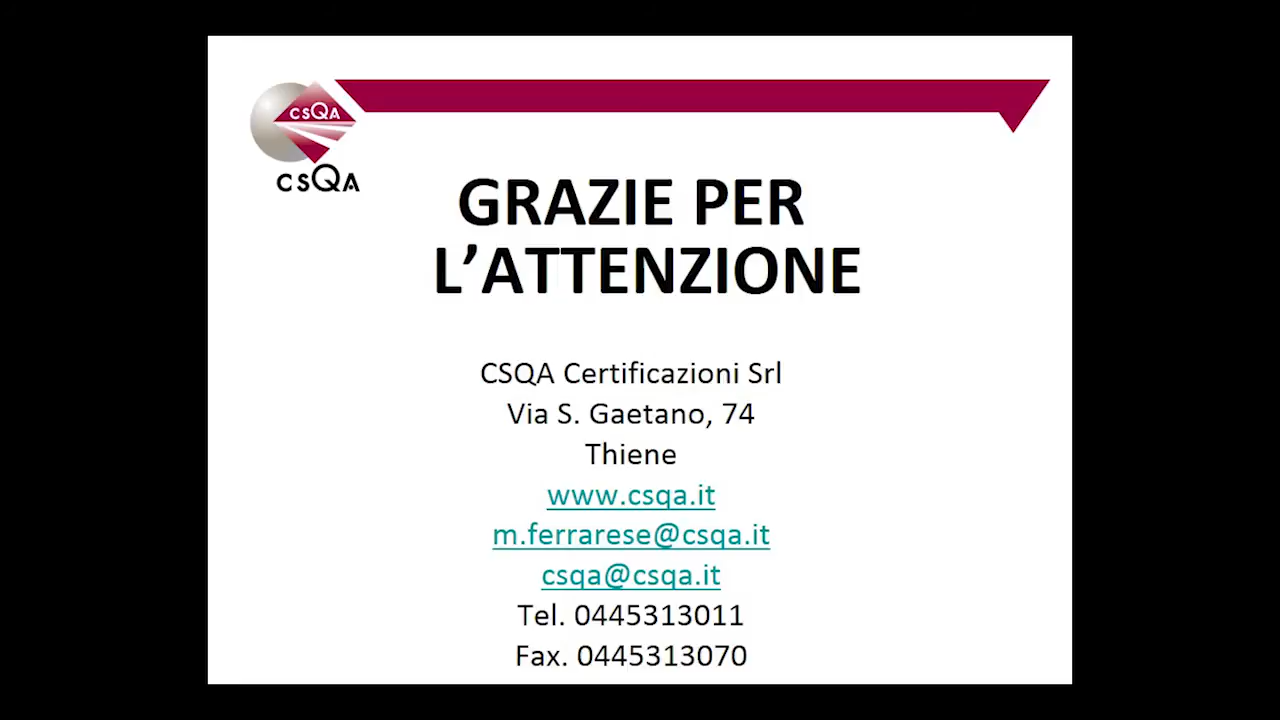 CSQA
CSQA
GRAZIE PER
L’ATTENZIONE
CSQA Certificazioni Srl
Via S. Gaetano, 74
Thiene
www.csqa.it
m.ferrarese@csqa.it
csqa@csqa.it
Tel. 0445313011
Fax. 0445313070